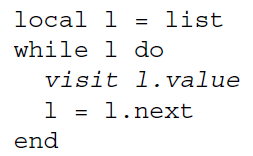 local l = list
while l do
  visit l.value
  l = l.next
end